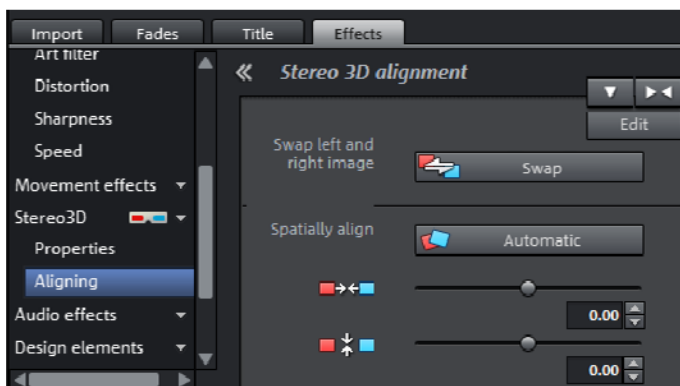 Import Fades Title Effects
Art filter
Distortion
Sharpness
Speed
Movement effects
Stereo3D
Properties
Aligning
Audio effects
Design elements
Stereo 3D alignment
Edit
Swap left and
right image
Swap
Spatially align
Automatic
0.00
0.00